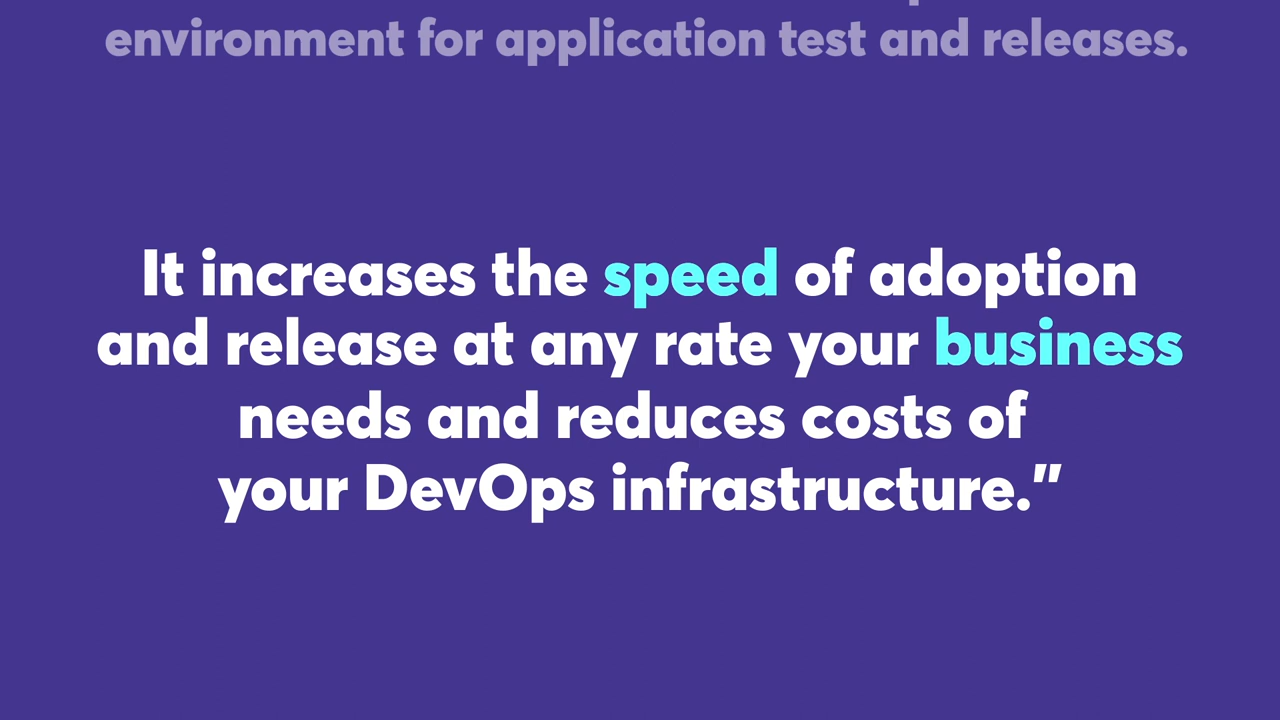 environment for application test and releases.
It increases the speed of adoption
and release at any rate your business
needs and reduces costs of
your DevOps infrastructure.”